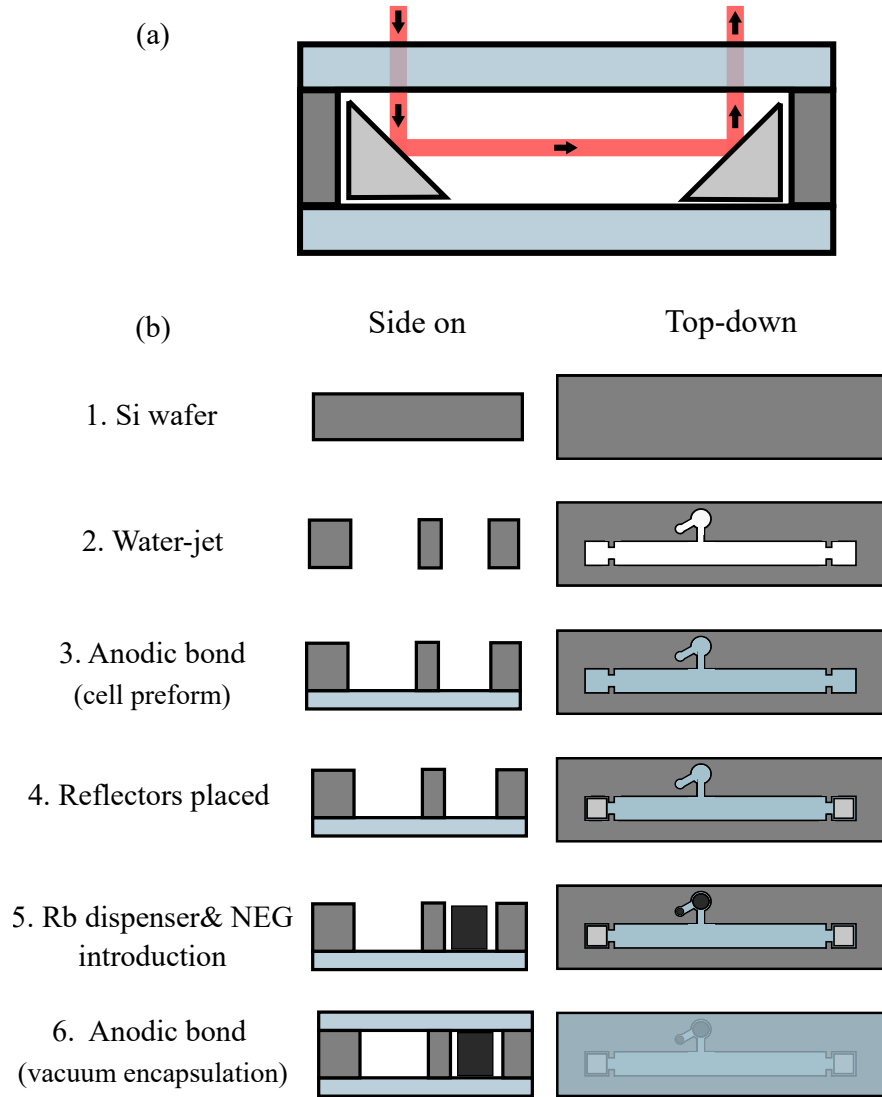 (a)
(b)
Side on
Top-down
1. Si wafer
2. Water-jet
3. Anodic bond
(cell preform)
4. Reflectors placed
5. Rb dispenser& NEG
introduction
6. Anodic bond
(vacuum encapsulation)